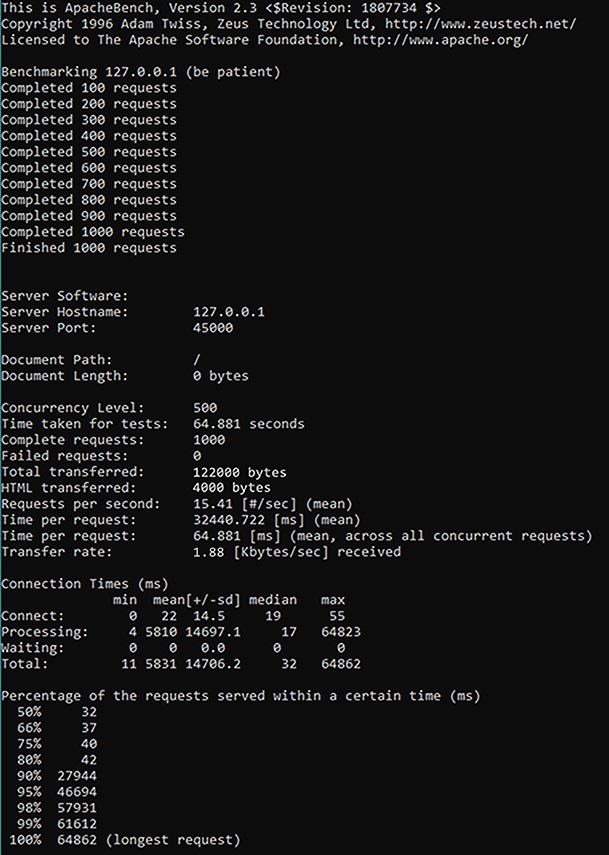 This is ApacheBench, Version 2.3 <$Revision: 1807734 $>
Copyright 1996 Adam Twiss, Zeus Technology Ltd, http://www.zeustech.net/
Licensed to The Apache Software Foundation, http://www.apache.org/

Benchmarking 127.0.0.1 (be patient)
Completed 100 requests
Completed 200 requests
Completed 300 requests
Completed 400 requests
Completed 500 requests
Completed 600 requests
Completed 700 requests
Completed 800 requests
Completed 900 requests
Completed 1000 requests
Finished 1000 requests

Server Software:
Server Hostname:        127.0.0.1
Server Port:            45000

Document Path:          /
Document Length:        0 bytes

Concurrency Level:      500
Time taken for tests:   64.881 seconds
Complete requests:      1000
Failed requests:        0
Total transferred:      122000 bytes
HTML transferred:       4000 bytes
Requests per second:    15.41 [#/sec] (mean)
Time per request:       32440.722 [ms] (mean)
Time per request:       64.881 [ms] (mean, across all concurrent requests)
Transfer rate:          1.88 [Kbytes/sec] received

Connection Times (ms)
              min  mean[+/-sd] median   max
Connect:        0   22  14.5     19      55
Processing:     4 5810 14697.1     17   64823
Waiting:        0    0   0.0      0       0
Total:         11 5831 14706.2     32   64862

Percentage of the requests served within a certain time (ms)
  50%     32
  66%     37
  75%     40
  80%     42
  90%  27944
  95%  46694
  98%  57931
  99%  61612
 100%  64862 (longest request)